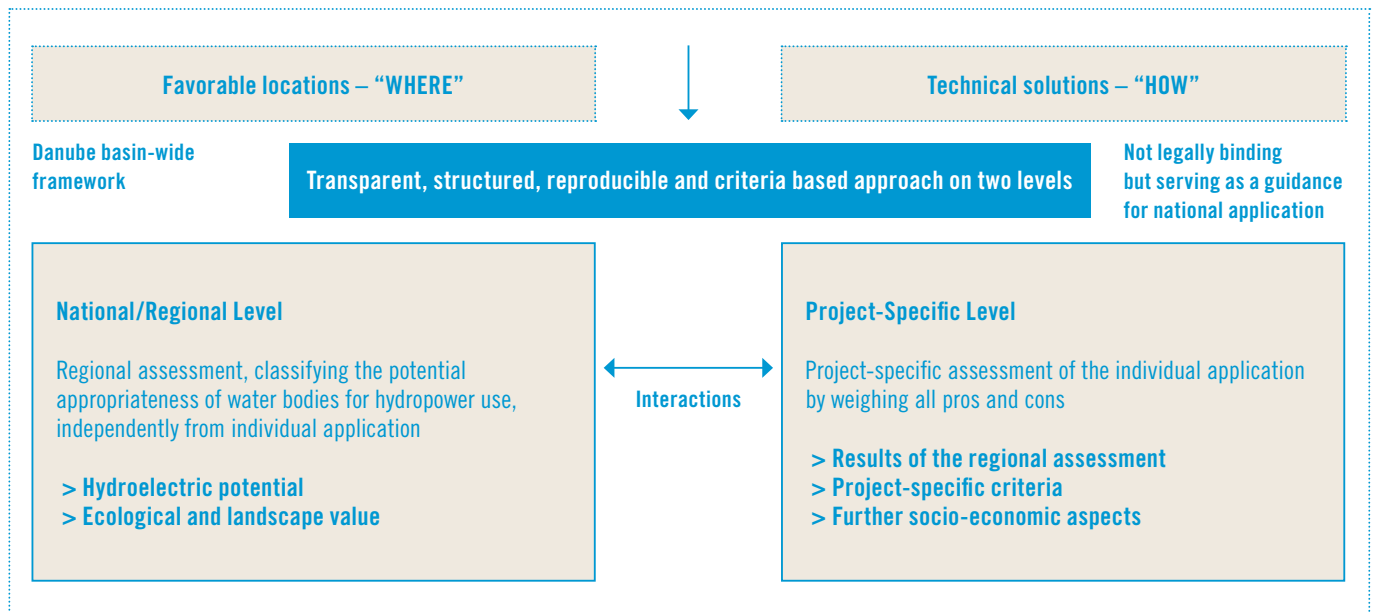 Favorable locations – “WHERE”
Technical solutions – “HOW”
Danube basin-wide
framework
Transparent, structured, reproducible and criteria based approach on two levels
Not legally binding
but serving as a guidance
for national application
National/Regional Level
Regional assessment, classifying the potential
appropriateness of water bodies for hydropower use,
independently from individual application
> Hydroelectric potential
> Ecological and landscape value
Interactions
Project-Specific Level
Project-specific assessment of the individual application
by weighing all pros and cons
> Results of the regional assessment
> Project-specific criteria
> Further socio-economic aspects